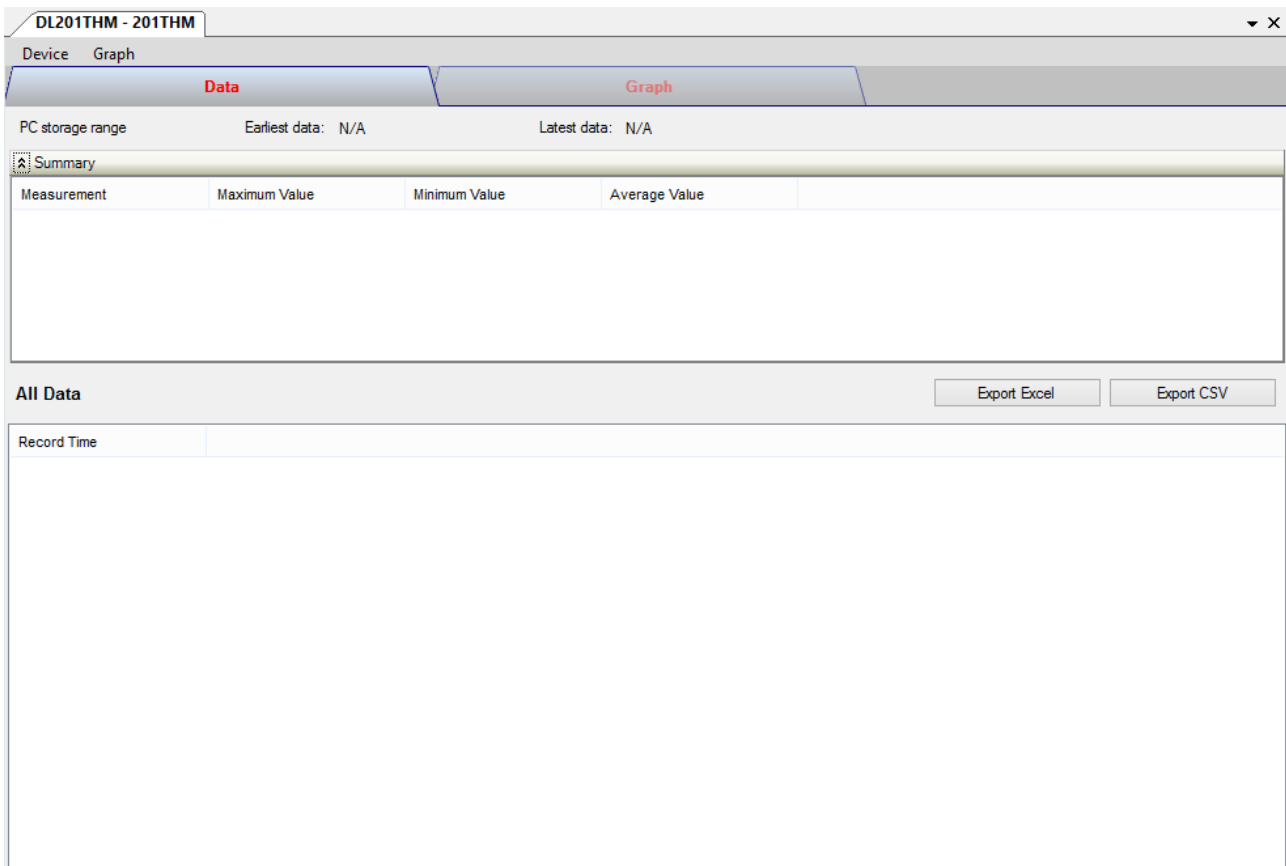 DL201THM - 201THM
Device Graph
Data Graph
PC storage range Earliest data: N/A Latest data: N/A
Summary
Measurement Maximum Value Minimum Value Average Value
All Data Export Excel Export CSV
Record Time